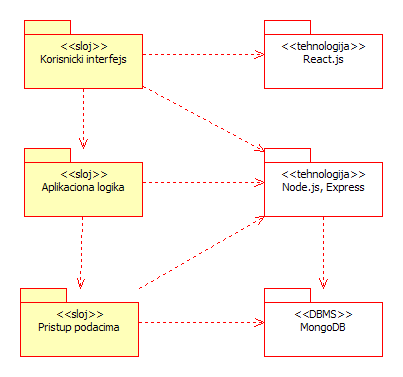 <<sloj>>
Korisnicki interfejs
<<tehnologija>>
React.js
<<sloj>>
Aplikaciona logika
<<tehnologija>>
Node.js, Express
<<sloj>>
Pristup podacima
<<DBMS>>
MongoDB